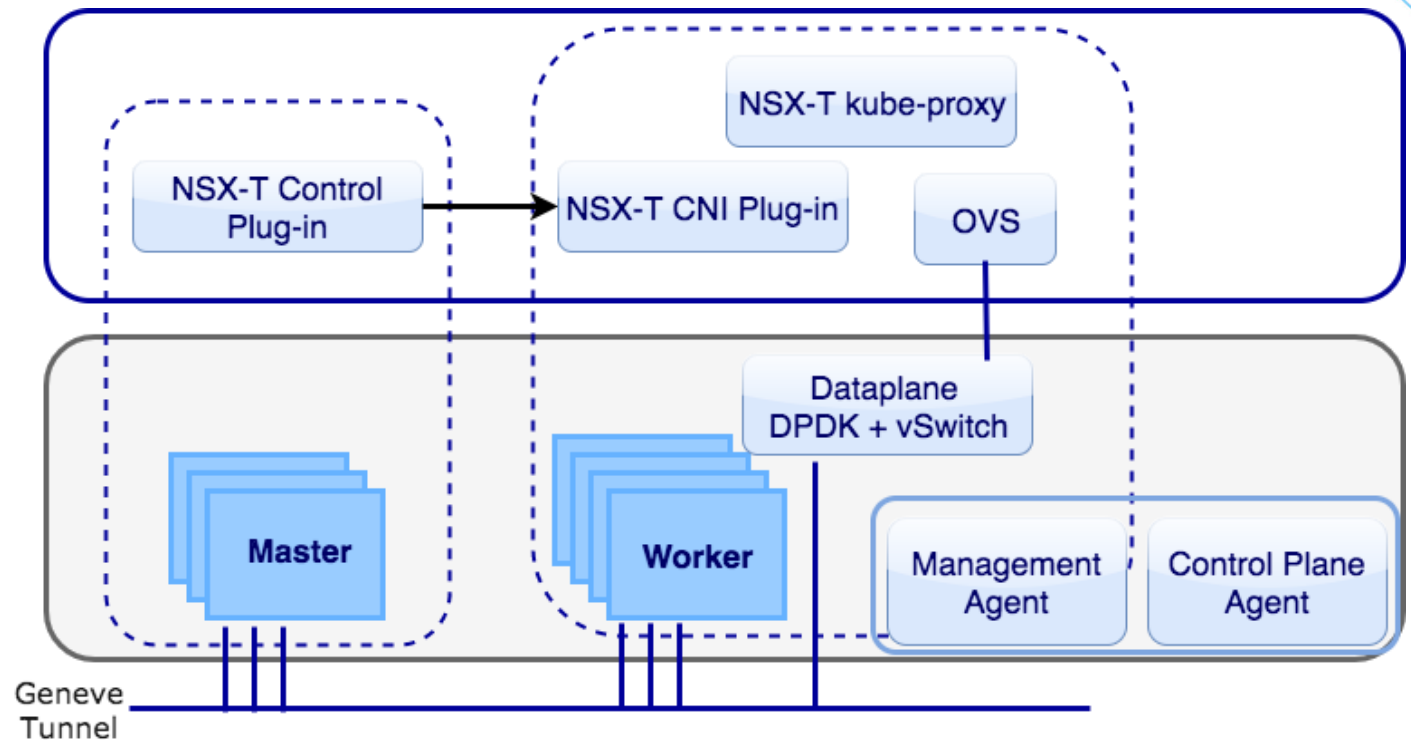 NSX-T kube-proxy
NSX-T Control
Plug-in
NSX-T CNI Plug-in
OVS
Dataplane
DPDK + vSwitch
Master
Worker
Management
Agent
Control Plane
Agent
Geneve
Tunnel